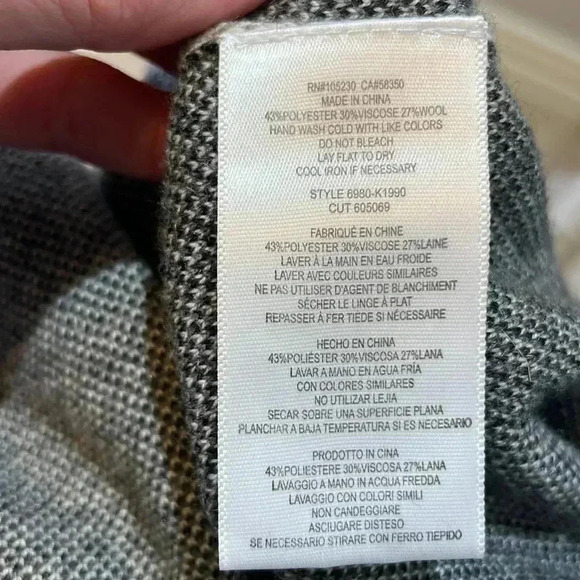 RN#105230 CA#58350
MADE IN CHINA
43%POLYESTER 30%VISCOSE 27%WOOL
HAND WASH COLD WITH LIKE COLORS
DO NOT BLEACH
LAY FLAT TO DRY
COOL IRON IF NECESSARY
STYLE 6980-K1990
CUT 605069
FABRIQUÉ EN CHINE
43%POLYESTER 30%VISCOSE 27%LAINE
LAVER À LA MAIN EN EAU FROIDE
LAVER AVEC COULEURS SIMILAIRES
NE PAS UTILISER D'AGENT DE BLANCHIMENT
SÉCHER LE LINGE À PLAT
REPASSER À FER TIEDE SI NÉCESSAIRE
HECHO EN CHINA
43%POLIÉSTER 30%VISCOSA 27%LANA
LAVAR A MANO EN AGUA FRÍA
CON COLORES SIMILARES
NO UTILIZAR LEJIA
SECAR SOBRE UNA SUPERFICIE PLANA
PLANCHAR A BAJA TEMPERATURA SI ES NECESARIO
PRODOTTO IN CINA
43%POLIESTERE 30%VISCOSA 27%LANA
LAVAGGIO A MANO IN ACQUA FREDDA
LAVAGGIO CON COLORI SIMILI
NON CANDEGGIARE
ASCIUGARE DISTESO
SE NECESSARIO STIRARE CON FERRO TIEPIDO